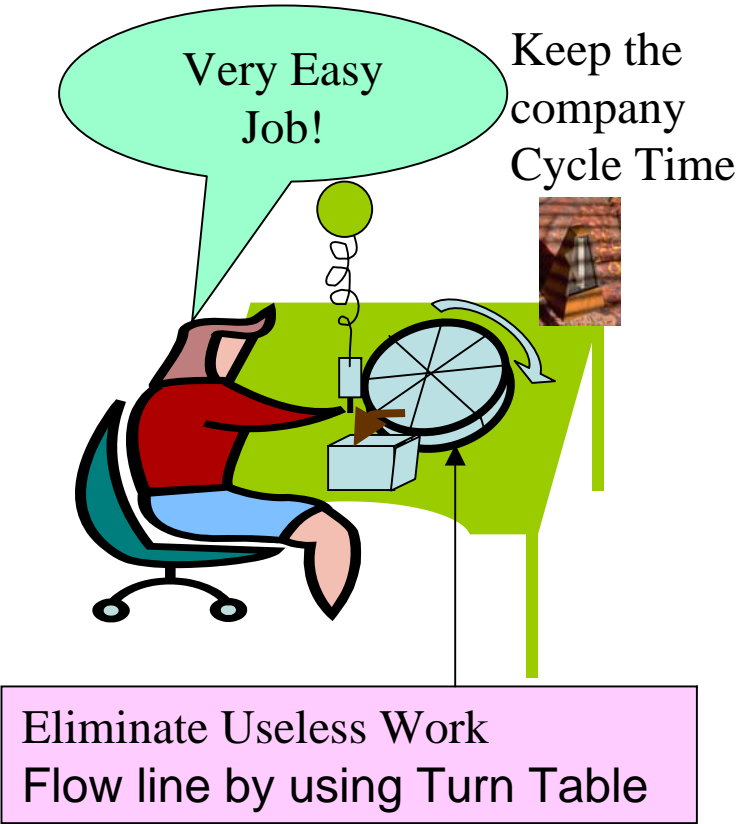 Very Easy
Job!
Keep the
company
Cycle Time
Eliminate Useless Work
Flow line by using Turn Table